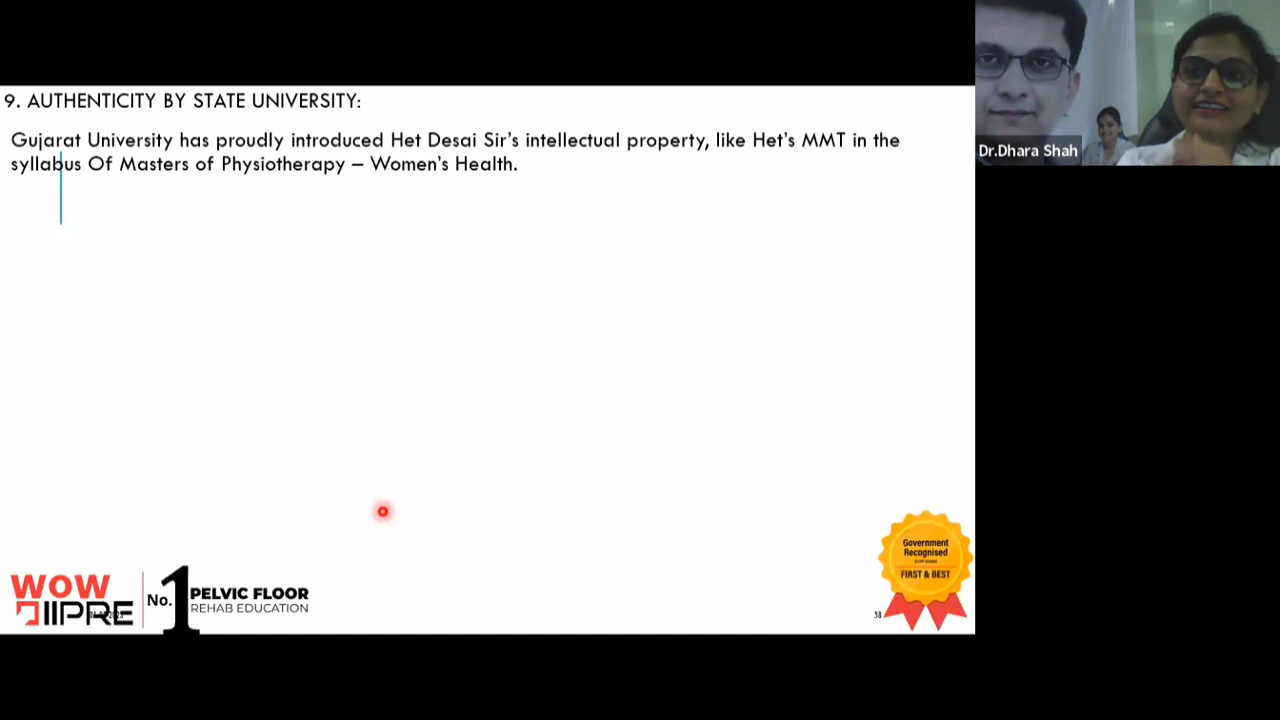 9. AUTHENTICITY BY STATE UNIVERSITY:
Gujarat University has proudly introduced Het Desai Sir's intellectual property, like Het's MMT in the
syllabus Of Masters of Physiotherapy – Women's Health.
Dr.Dhara Shah
WOW
IIPRE
No.1
PELVIC FLOOR
REHAB EDUCATION
58
Government
Recognised
FIRST & BEST